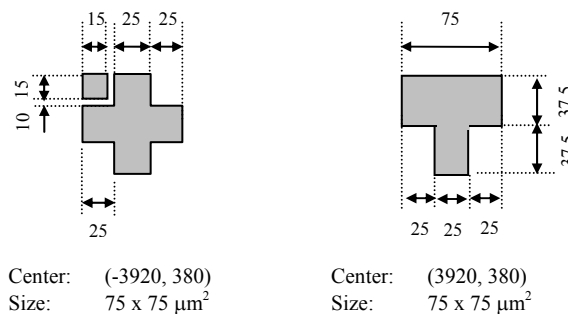 15 25 25
75
15
10
37.5
37.5
25
25 25 25
Center: (-3920, 380)
Size: 75 x 75 μm²
Center: (3920, 380)
Size: 75 x 75 μm²